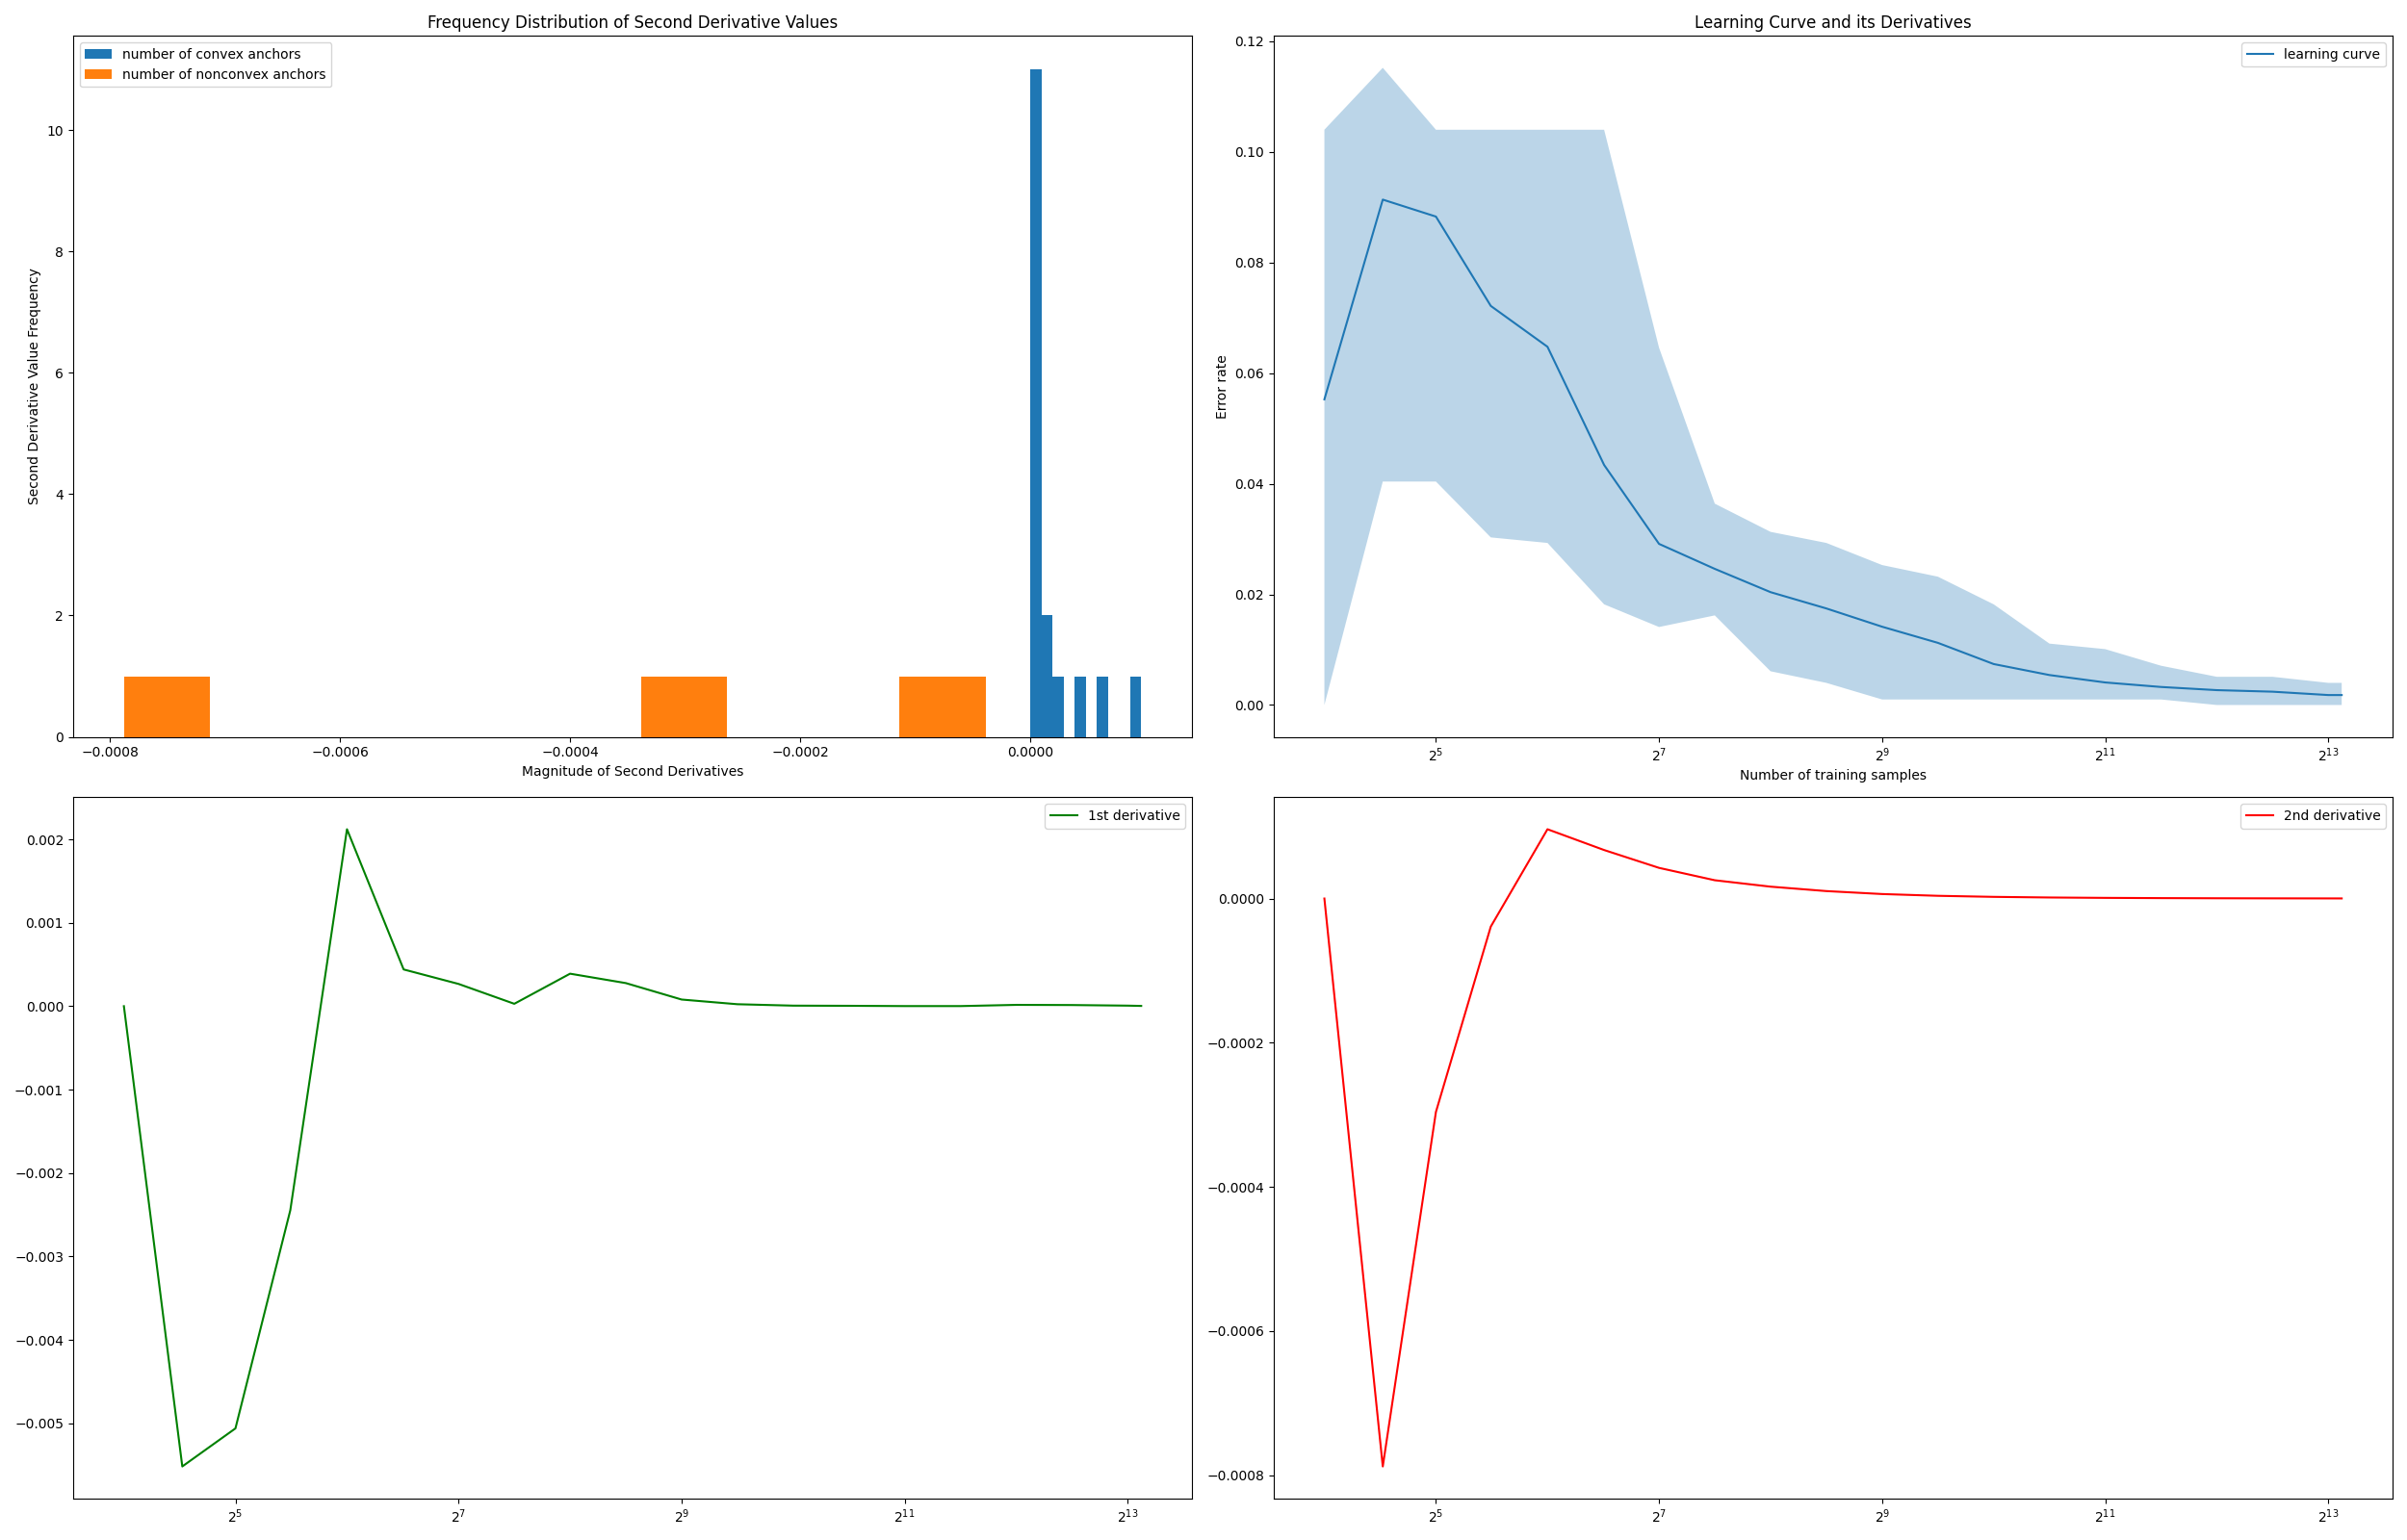 Frequency Distribution of Second Derivative Values
number of convex anchors
number of nonconvex anchors
Second Derivative Value Frequency
10
8
6
4
2
0
−0.0008 −0.0006 −0.0004 −0.0002 0.0000
Magnitude of Second Derivatives
Learning Curve and its Derivatives
learning curve
Error rate
0.12
0.10
0.08
0.06
0.04
0.02
0.00
2^5 2^7 2^9 2^11 2^13
Number of training samples
1st derivative
0.002
0.001
0.000
−0.001
−0.002
−0.003
−0.004
−0.005
2^5 2^7 2^9 2^11 2^13
2nd derivative
0.0000
−0.0002
−0.0004
−0.0006
−0.0008
2^5 2^7 2^9 2^11 2^13